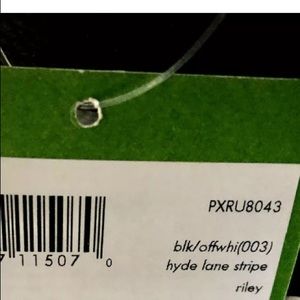 PXRU8043
blk/offwhi(003)
711507 0
hyde lane stripe
riley